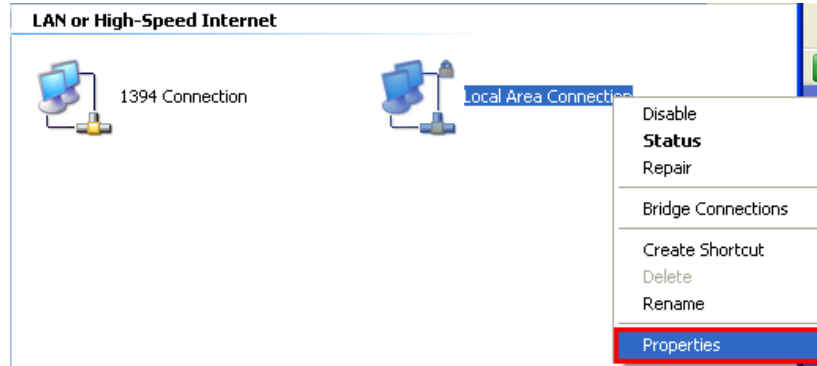 LAN or High-Speed Internet
1394 Connection
Local Area Connection
Disable
Status
Repair
Bridge Connections
Create Shortcut
Delete
Rename
Properties